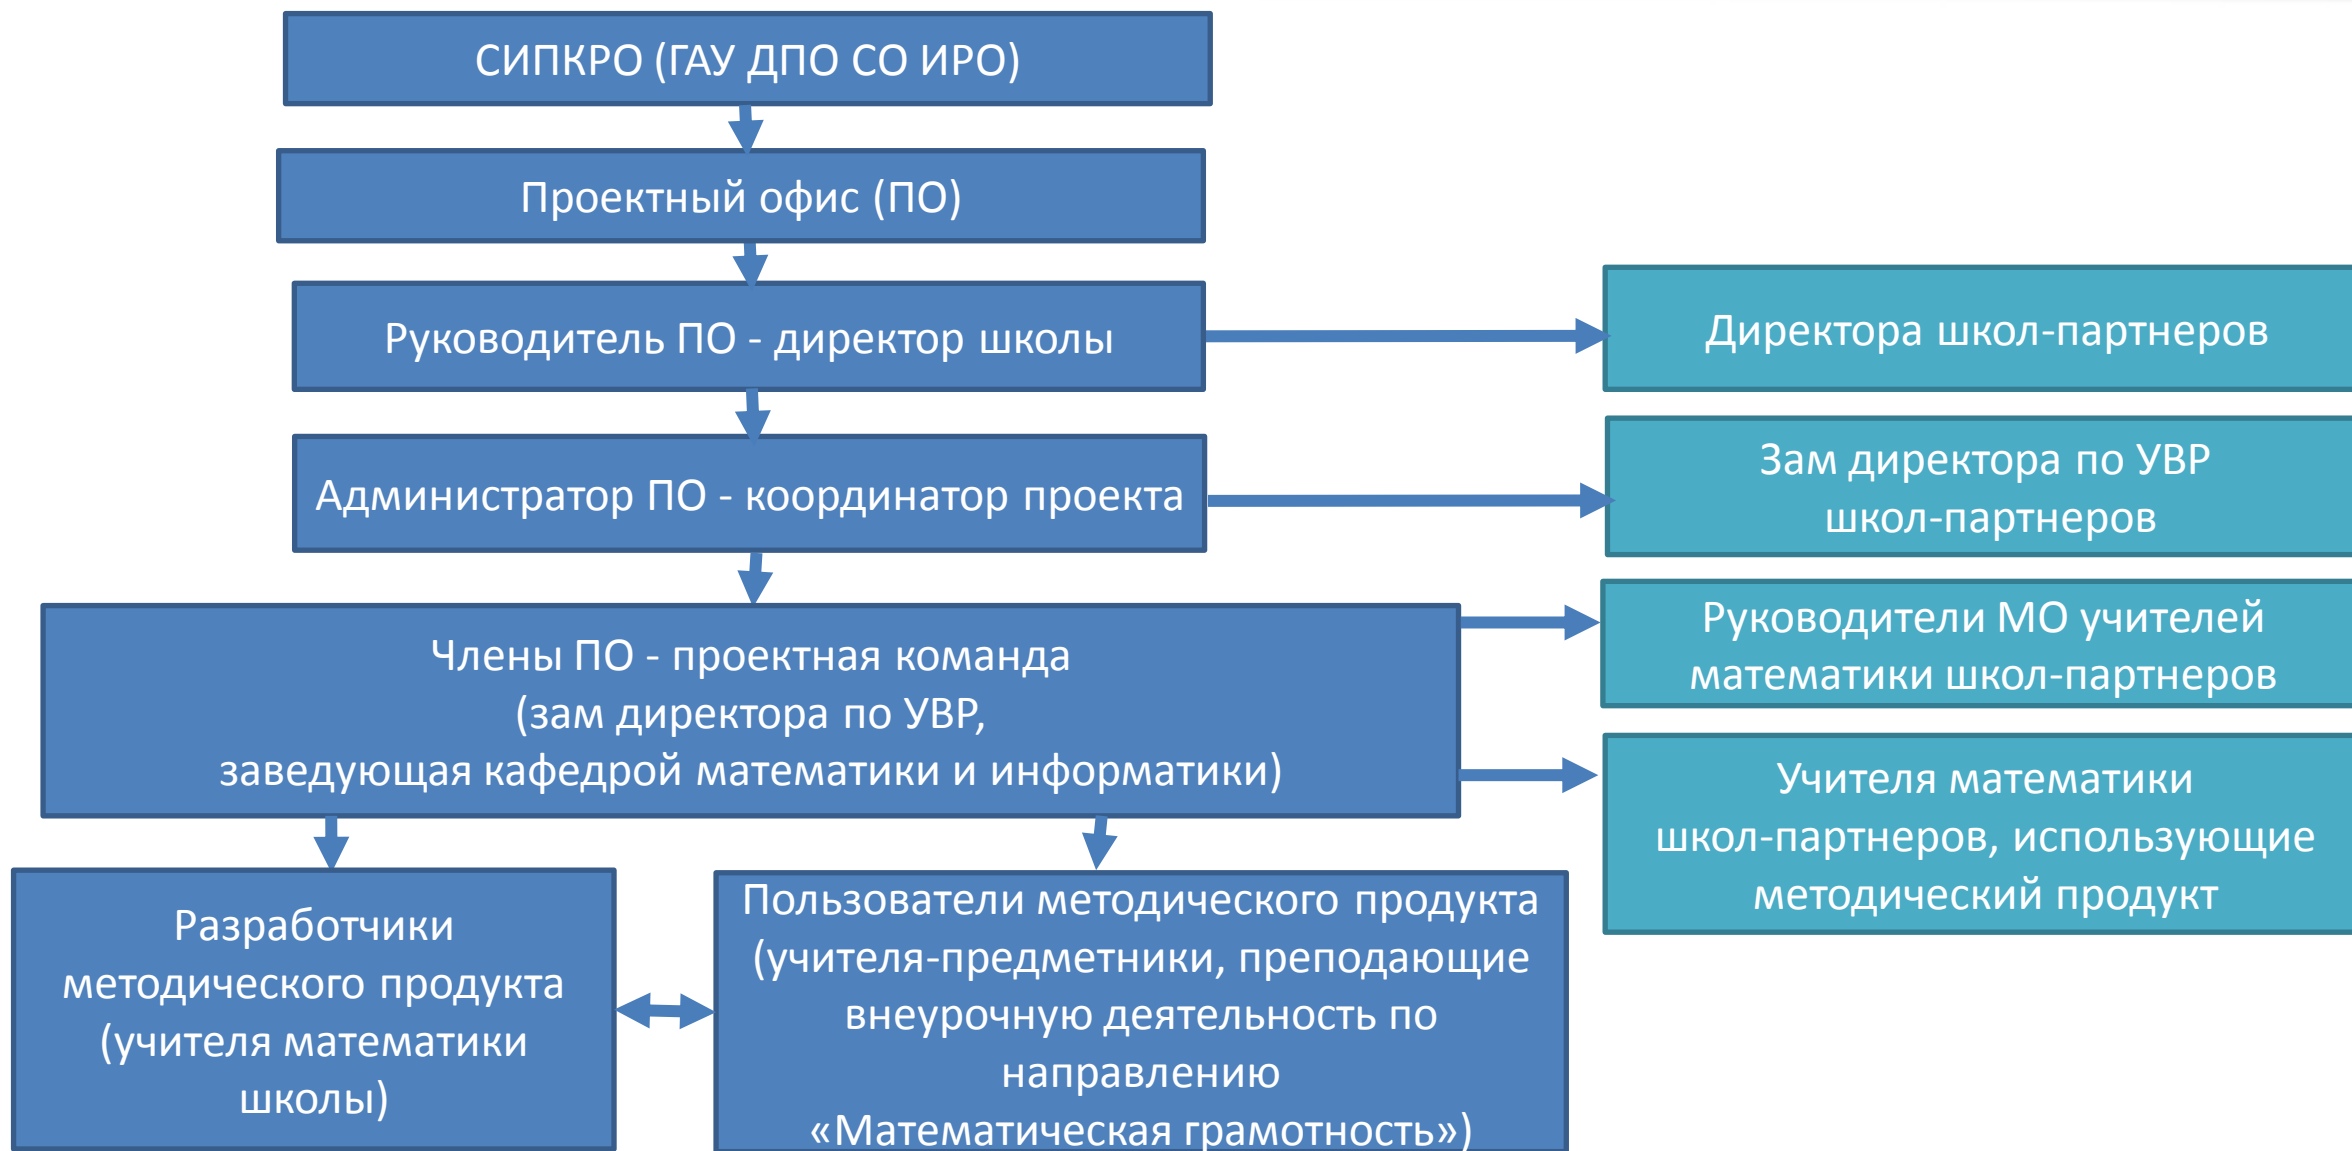 СИПКРО (ГАУ ДПО СО ИРО)
Проектный офис (ПО)
Руководитель ПО - директор школы
Директора школ-партнеров
Администратор ПО - координатор проекта
Зам директора по УВР
школ-партнеров
Члены ПО - проектная команда
(зам директора по УВР,
заведующая кафедрой математики и информатики)
Руководители МО учителей
математики школ-партнеров
Учителя математики
школ-партнеров, использующие
методический продукт
Разработчики
методического продукта
(учителя математики
школы)
Пользователи методического продукта
(учителя-предметники, преподающие
внеурочную деятельность по
направлению
«Математическая грамотность»)